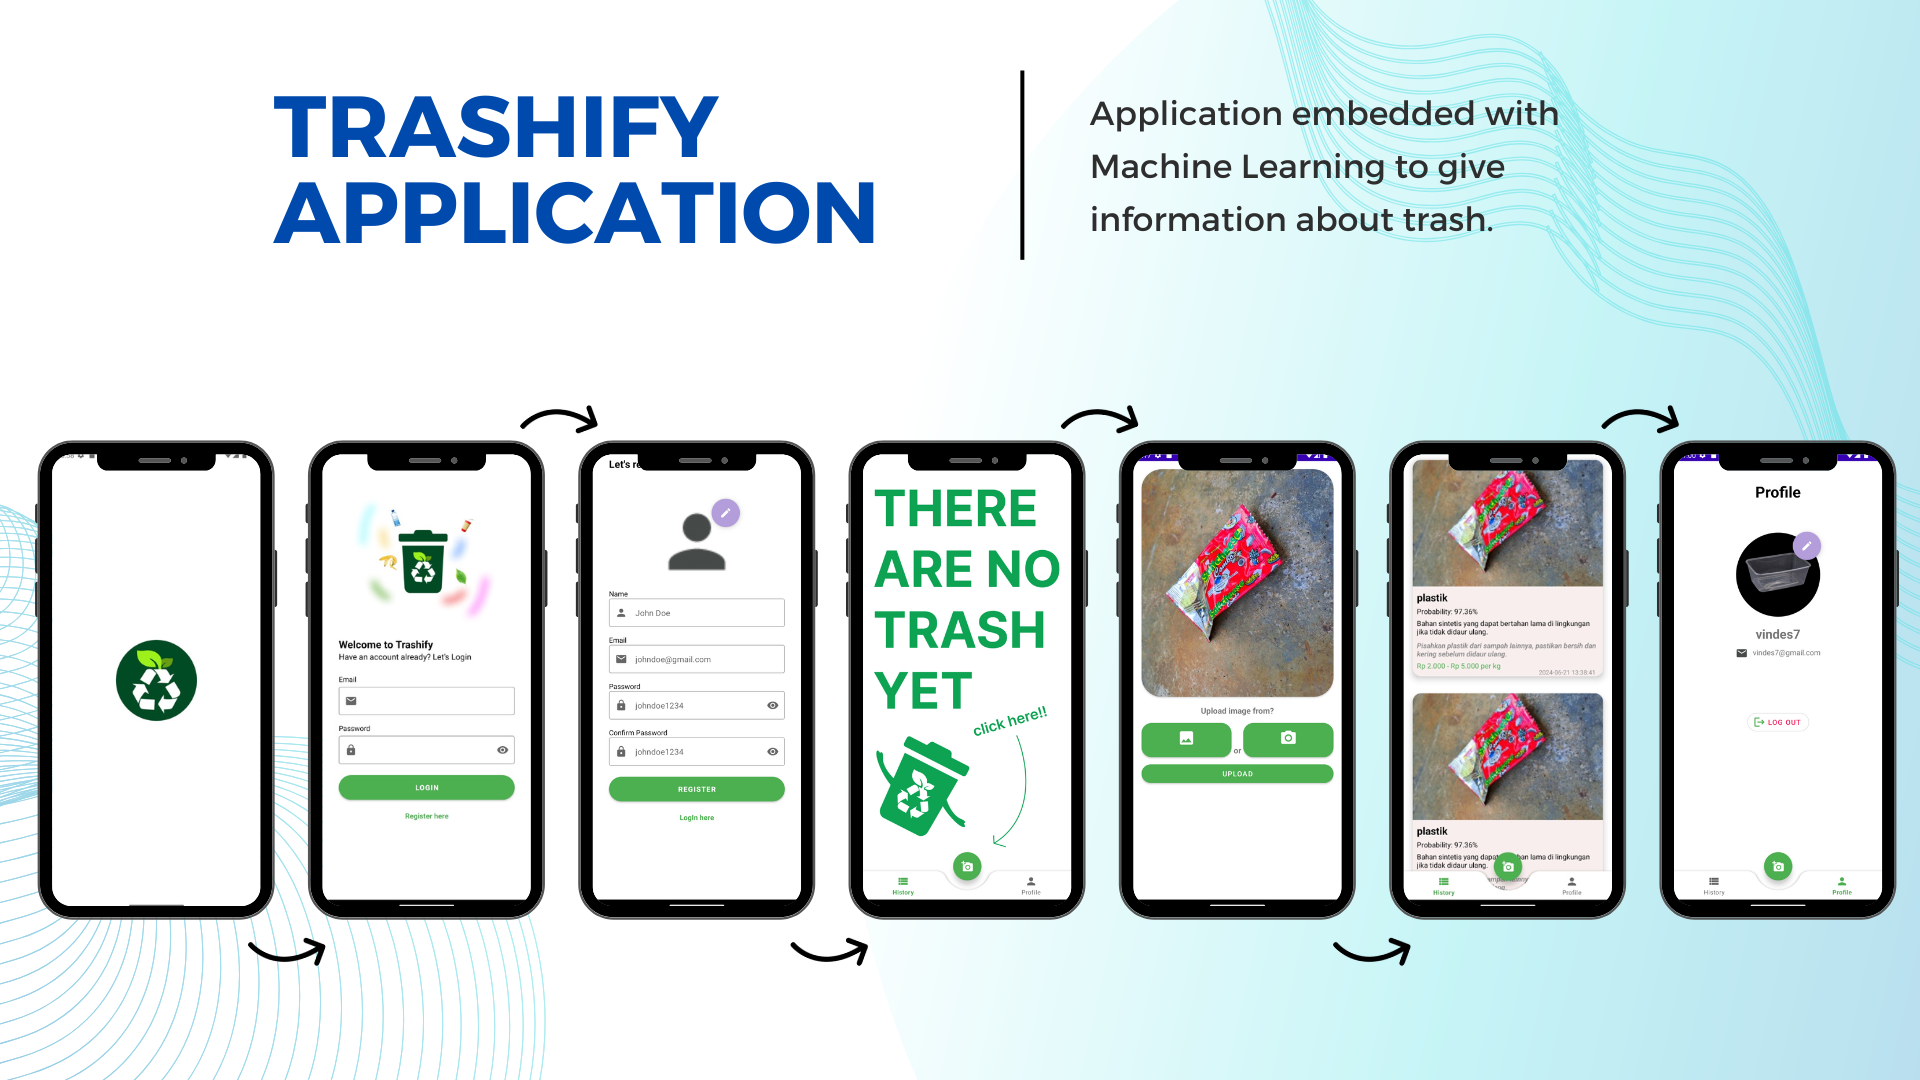 TRASHIFY
APPLICATION
Application embedded with
Machine Learning to give
information about trash.
Welcome to Trashify
Have an account already? Let's Login
Email
Password
LOGIN
Register here
Let's re
Name
John Doe
Email
johndoe@gmail.com
Password
johndoe1234
Confirm Password
johndoe1234
REGISTER
Login here
THERE
ARE NO
TRASH
YET
click here!!
History
Profile
Upload image from?
or
UPLOAD
plastik
Probability: 97.36%
Bahan sintetis yang dapat bertahan lama di lingkungan
jika tidak didaur ulang.
Pisahkan plastik dari sampah lainnya, pastikan bersih dan
kering sebelum didaur ulang.
Rp 2.000 - Rp 5.000 per kg
2024-06-21 13:38:41
plastik
Probability: 97.36%
Bahan sintetis yang dapat bertahan lama di lingkungan
jika tidak didaur ulang.
History
Profile
Profile
vindes7
vindes7@gmail.com
LOG OUT
History
Profile